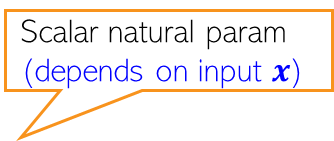 Scalar natural param
(depends on input x)